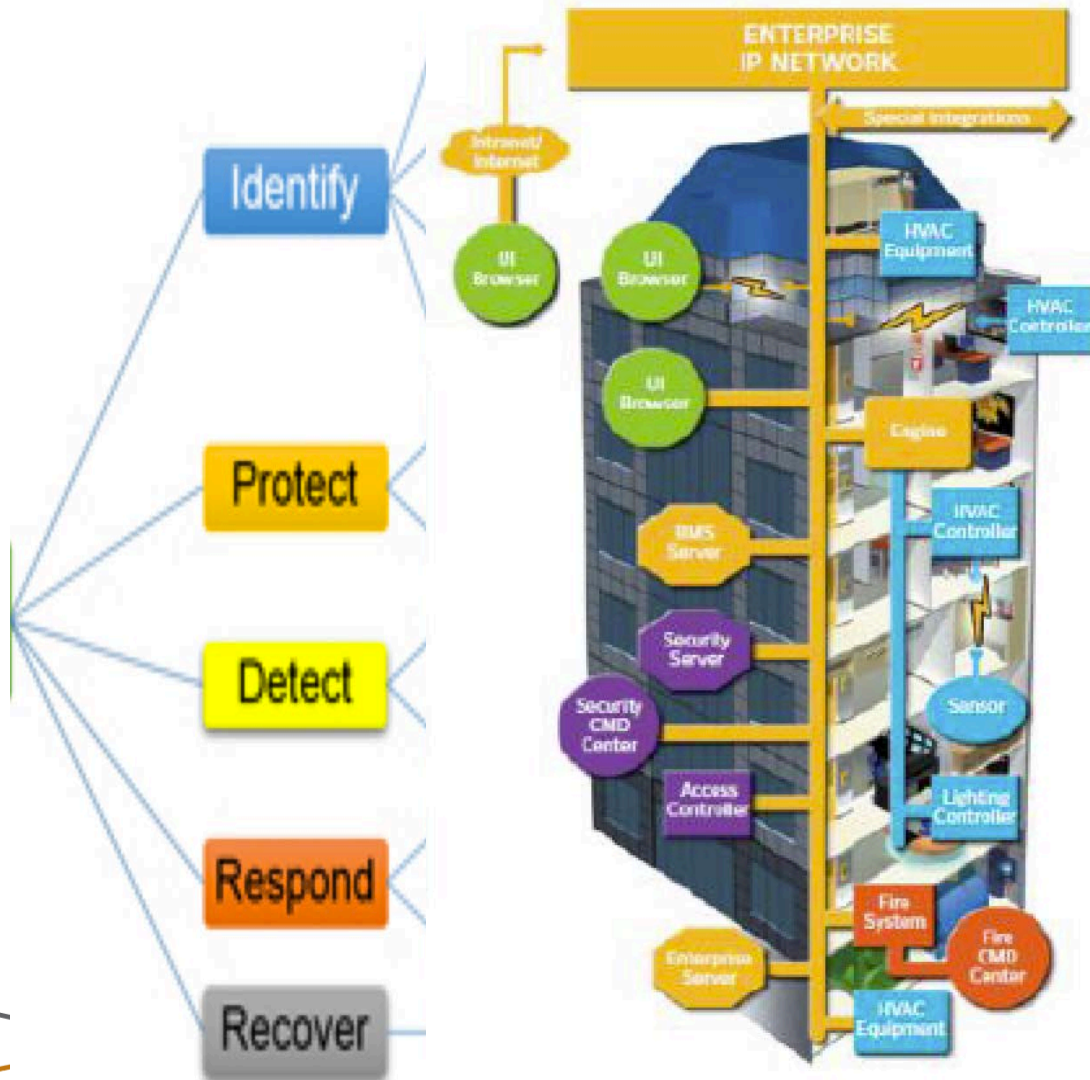 Identify
Protect
Detect
Respond
Recover
ENTERPRISE
IP NETWORK
Special Integrations
Intranet/
Internet
UI
Browser
UI
Browser
HVAC
Equipment
HVAC
Controller
UI
Browser
Engine
HVAC
Controller
BMS
Server
Security
Server
Sensor
Security
CMD
Center
Access
Controller
Lighting
Controller
Fire
System
Fire
CMD
Center
Enterprise
Server
HVAC
Equipment